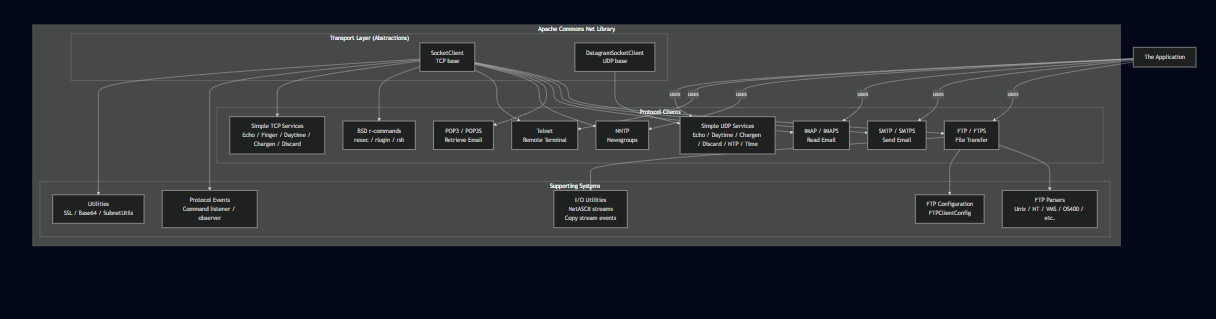 Apache Commons Net Library
Transport Layer (Abstractions)
SocketClient
TCP base
DatagramSocketClient
UDP base
The Application
uses
uses
uses
uses
uses
uses
Protocol Clients
Simple TCP Services
Echo / Finger / Daytime /
Chargen / Discard
BSD r-commands
rexec / rlogin / rsh
POP3 / POP3S
Retrieve Email
Telnet
Remote Terminal
NNTP
Newsgroups
Simple UDP Services
Echo / Daytime / Chargen
/ Discard / NTP / Time
IMAP / IMAPS
Read Email
SMTP / SMTPS
Send Email
FTP / FTPS
File Transfer
Supporting Systems
Utilities
SSL / Base64 / SubnetUtils
Protocol Events
Command listener /
observer
I/O Utilities
NetASCII streams
Copy stream events
FTP Configuration
FTPClientConfig
FTP Parsers
Unix / NT / VMS / OS400 /
etc.